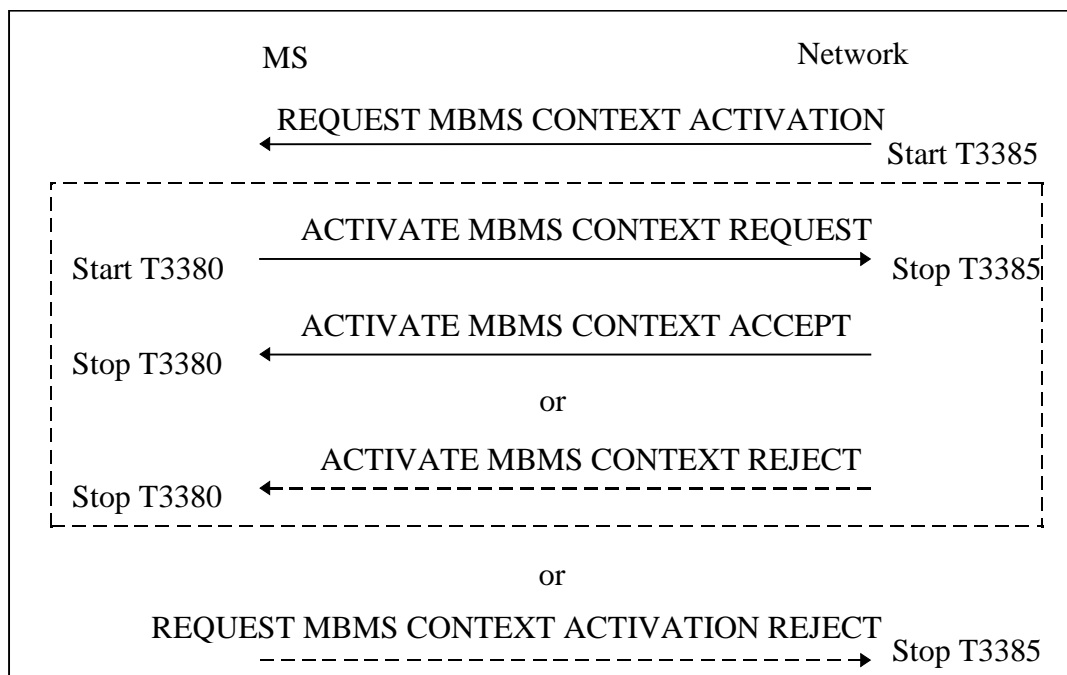 MS Network
REQUEST MBMS CONTEXT ACTIVATION
Start T3385
ACTIVATE MBMS CONTEXT REQUEST
Start T3380 Stop T3385
ACTIVATE MBMS CONTEXT ACCEPT
Stop T3380
or
ACTIVATE MBMS CONTEXT REJECT
Stop T3380
or
REQUEST MBMS CONTEXT ACTIVATION REJECT
Stop T3385